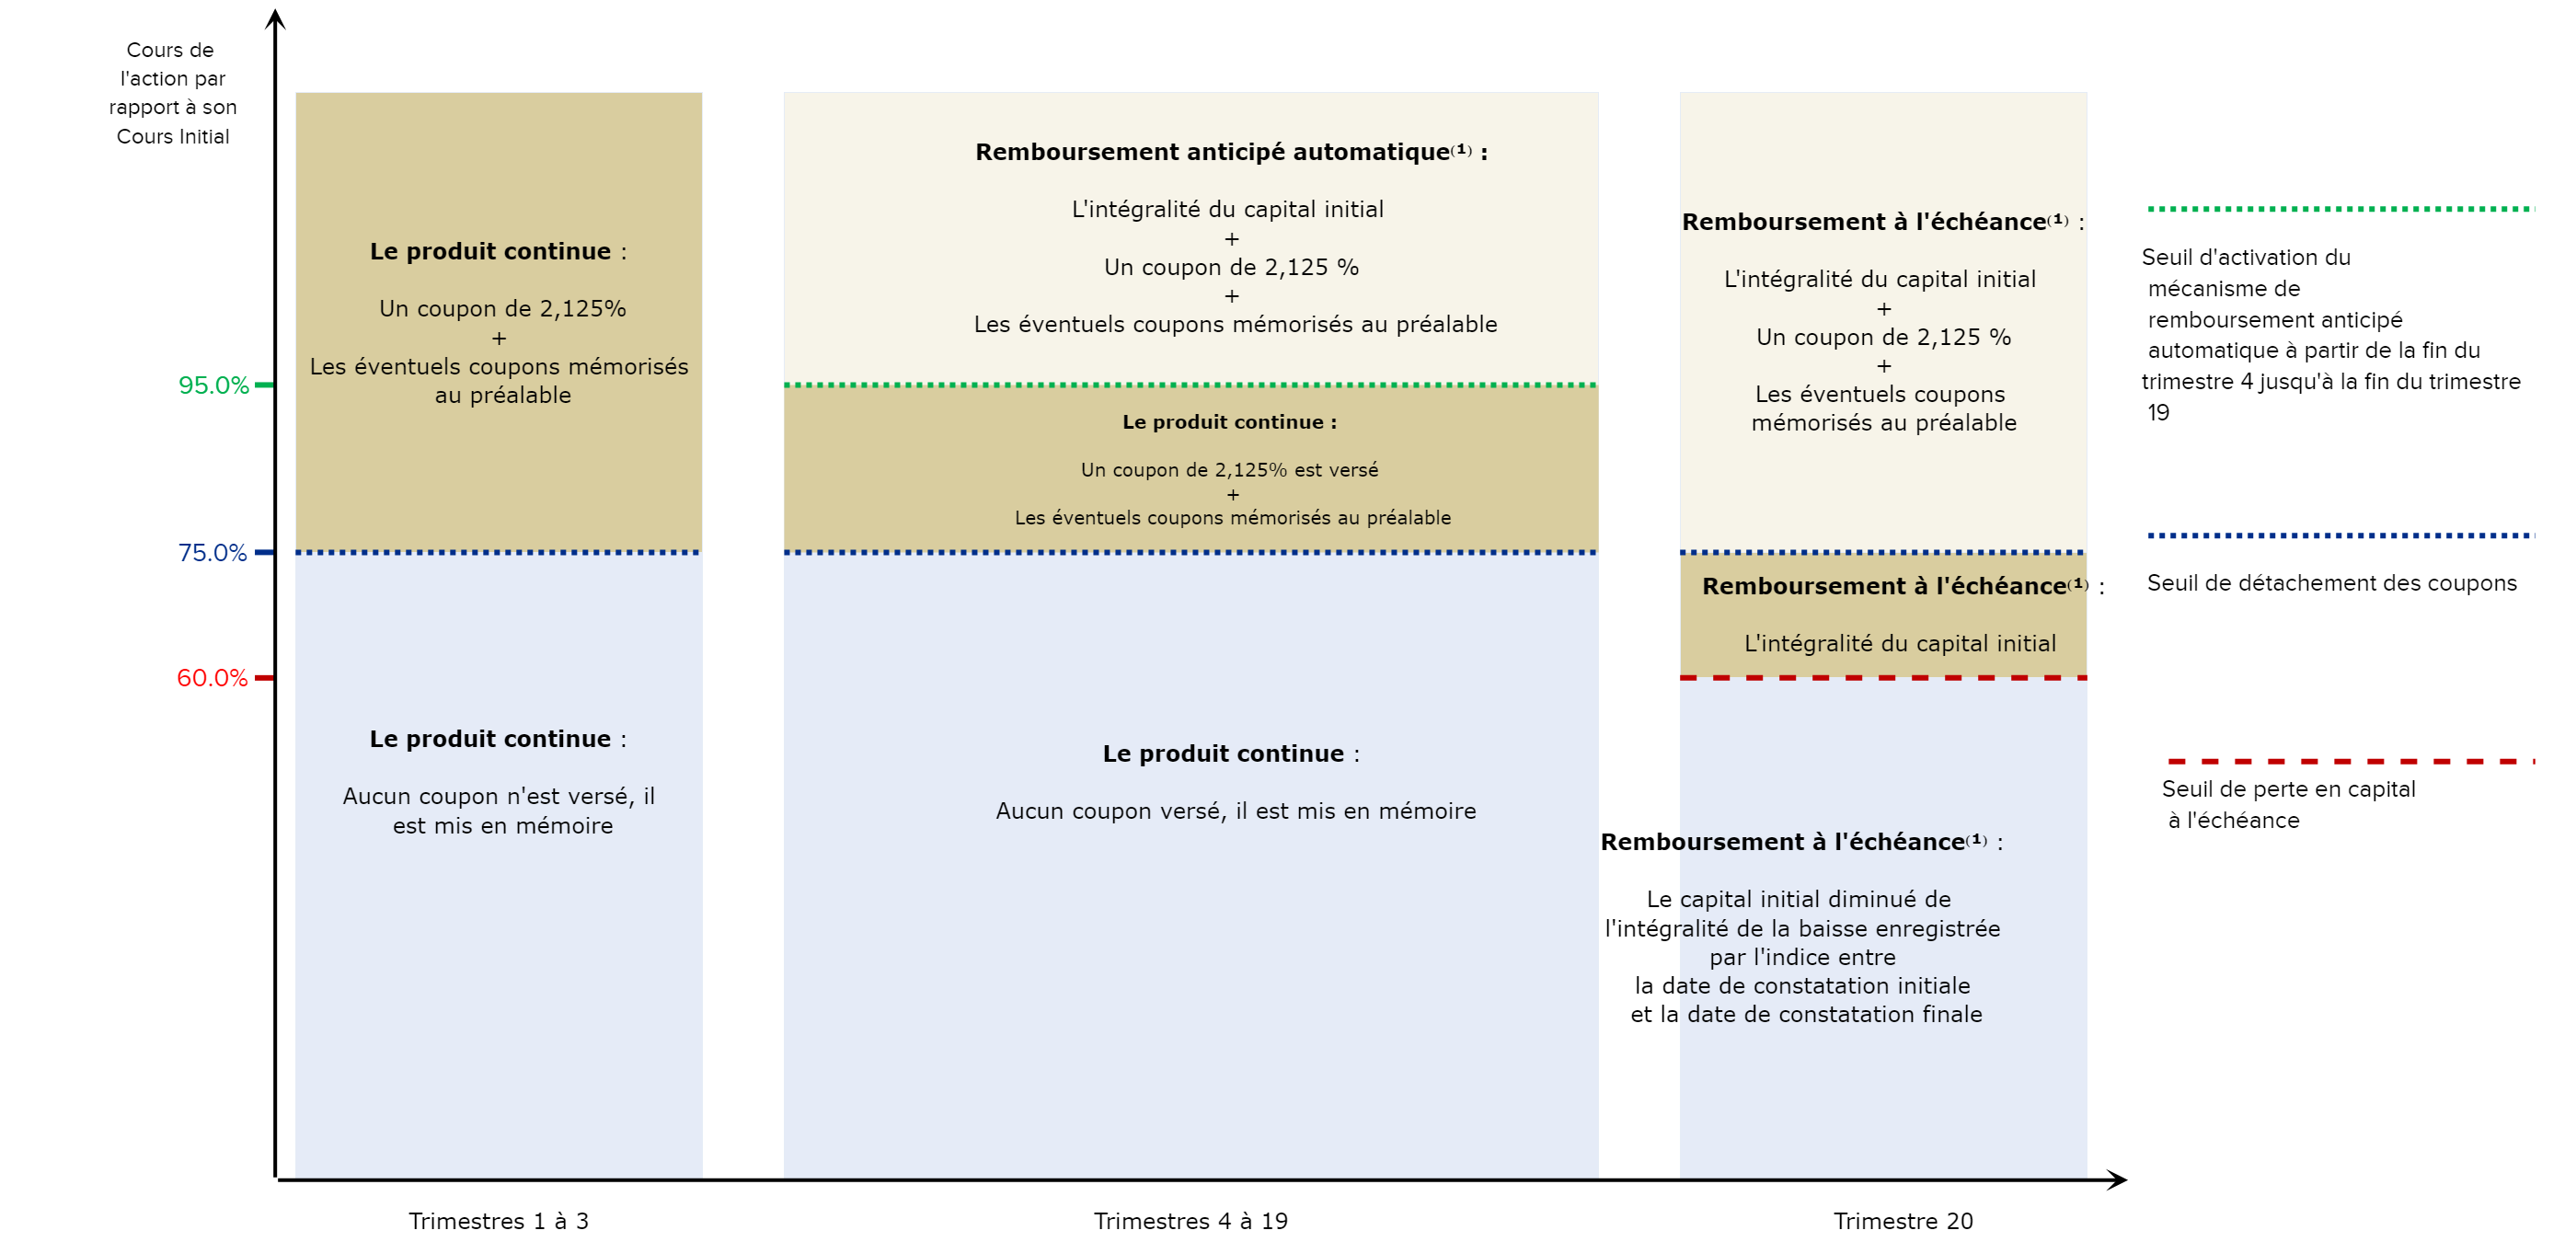 Cours de
l'action par
rapport à son
Cours Initial
95.0%
75.0%
60.0%
Le produit continue :
Un coupon de 2,125%
+
Les éventuels coupons mémorisés
au préalable
Le produit continue :
Aucun coupon n'est versé, il
est mis en mémoire
Remboursement anticipé automatique⁽¹⁾ :
L'intégralité du capital initial
+
Un coupon de 2,125 %
+
Les éventuels coupons mémorisés au préalable
Le produit continue :
Un coupon de 2,125% est versé
+
Les éventuels coupons mémorisés au préalable
Le produit continue :
Aucun coupon versé, il est mis en mémoire
Remboursement à l'échéance⁽¹⁾ :
L'intégralité du capital initial
+
Un coupon de 2,125 %
+
Les éventuels coupons
mémorisés au préalable
Remboursement à l'échéance⁽¹⁾ :
L'intégralité du capital initial
Remboursement à l'échéance⁽¹⁾ :
Le capital initial diminué de
l'intégralité de la baisse enregistrée
par l'indice entre
la date de constatation initiale
et la date de constatation finale
Seuil d'activation du
mécanisme de
remboursement anticipé
automatique à partir de la fin du
trimestre 4 jusqu'à la fin du trimestre
19
Seuil de détachement des coupons
Seuil de perte en capital
à l'échéance
Trimestres 1 à 3
Trimestres 4 à 19
Trimestre 20